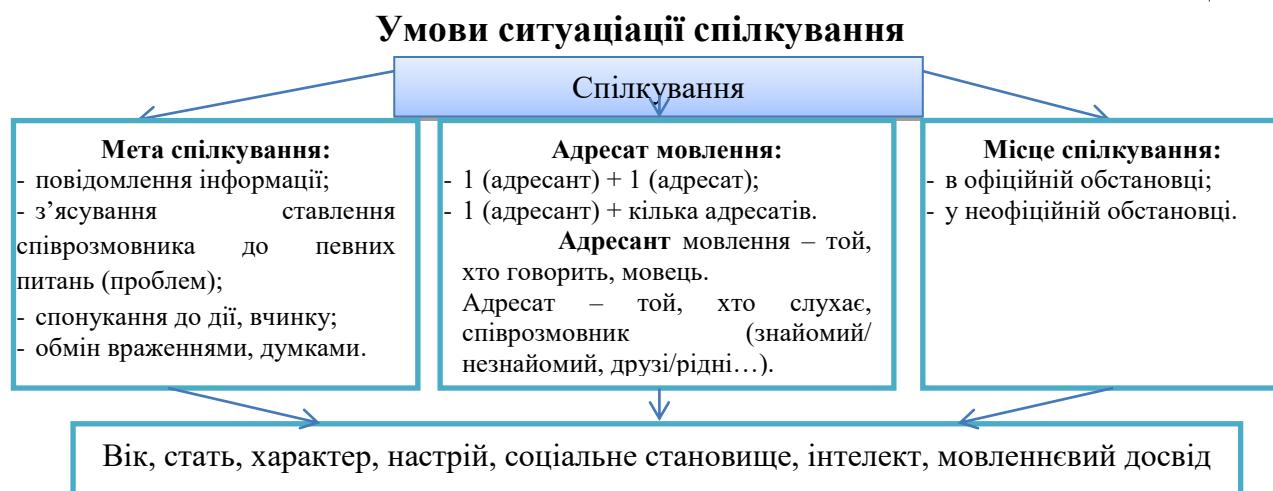 Умови ситуаціації спілкування
Спілкування
Мета спілкування:
- повідомлення інформації;
- з’ясування ставлення
співрозмовника до певних
питань (проблем);
- спонукання до дії, вчинку;
- обмін враженнями, думками.
Адресат мовлення:
- 1 (адресант) + 1 (адресат);
- 1 (адресант) + кілька адресатів.
Адресант мовлення – той,
хто говорить, мовець.
Адресат – той, хто слухає,
співрозмовник (знайомий/
незнайомий, друзі/рідні…).
Місце спілкування:
- в офіційній обстановці;
- у неофіційній обстановці.
Вік, стать, характер, настрій, соціальне становище, інтелект, мовленнєвий досвід